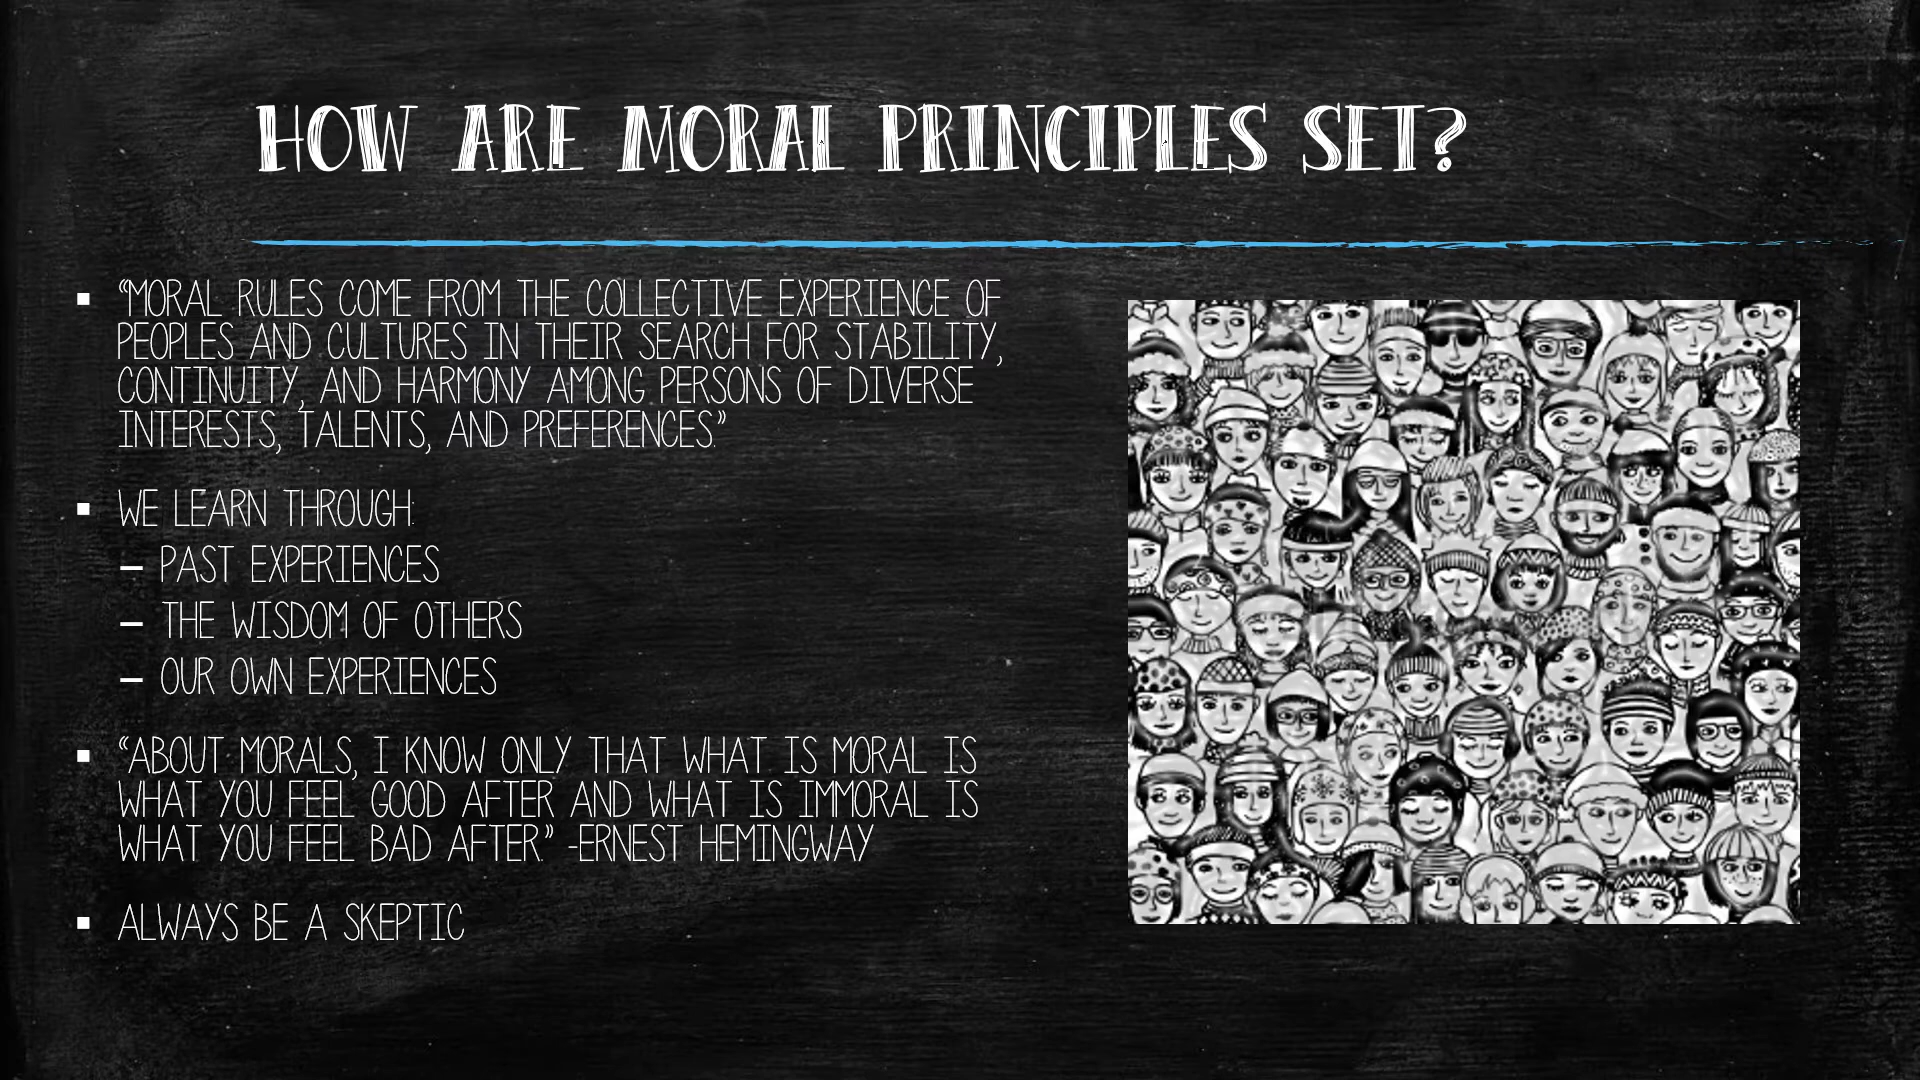 HOW ARE MORAL PRINCIPLES SET?
▪ “MORAL RULES COME FROM THE COLLECTIVE EXPERIENCE OF
PEOPLES AND CULTURES IN THEIR SEARCH FOR STABILITY,
CONTINUITY, AND HARMONY AMONG PERSONS OF DIVERSE
INTERESTS, TALENTS, AND PREFERENCES.”
▪ WE LEARN THROUGH:
– PAST EXPERIENCES
– THE WISDOM OF OTHERS
– OUR OWN EXPERIENCES
▪ “ABOUT MORALS, I KNOW ONLY THAT WHAT IS MORAL IS
WHAT YOU FEEL GOOD AFTER AND WHAT IS IMMORAL IS
WHAT YOU FEEL BAD AFTER.” -ERNEST HEMINGWAY
▪ ALWAYS BE A SKEPTIC